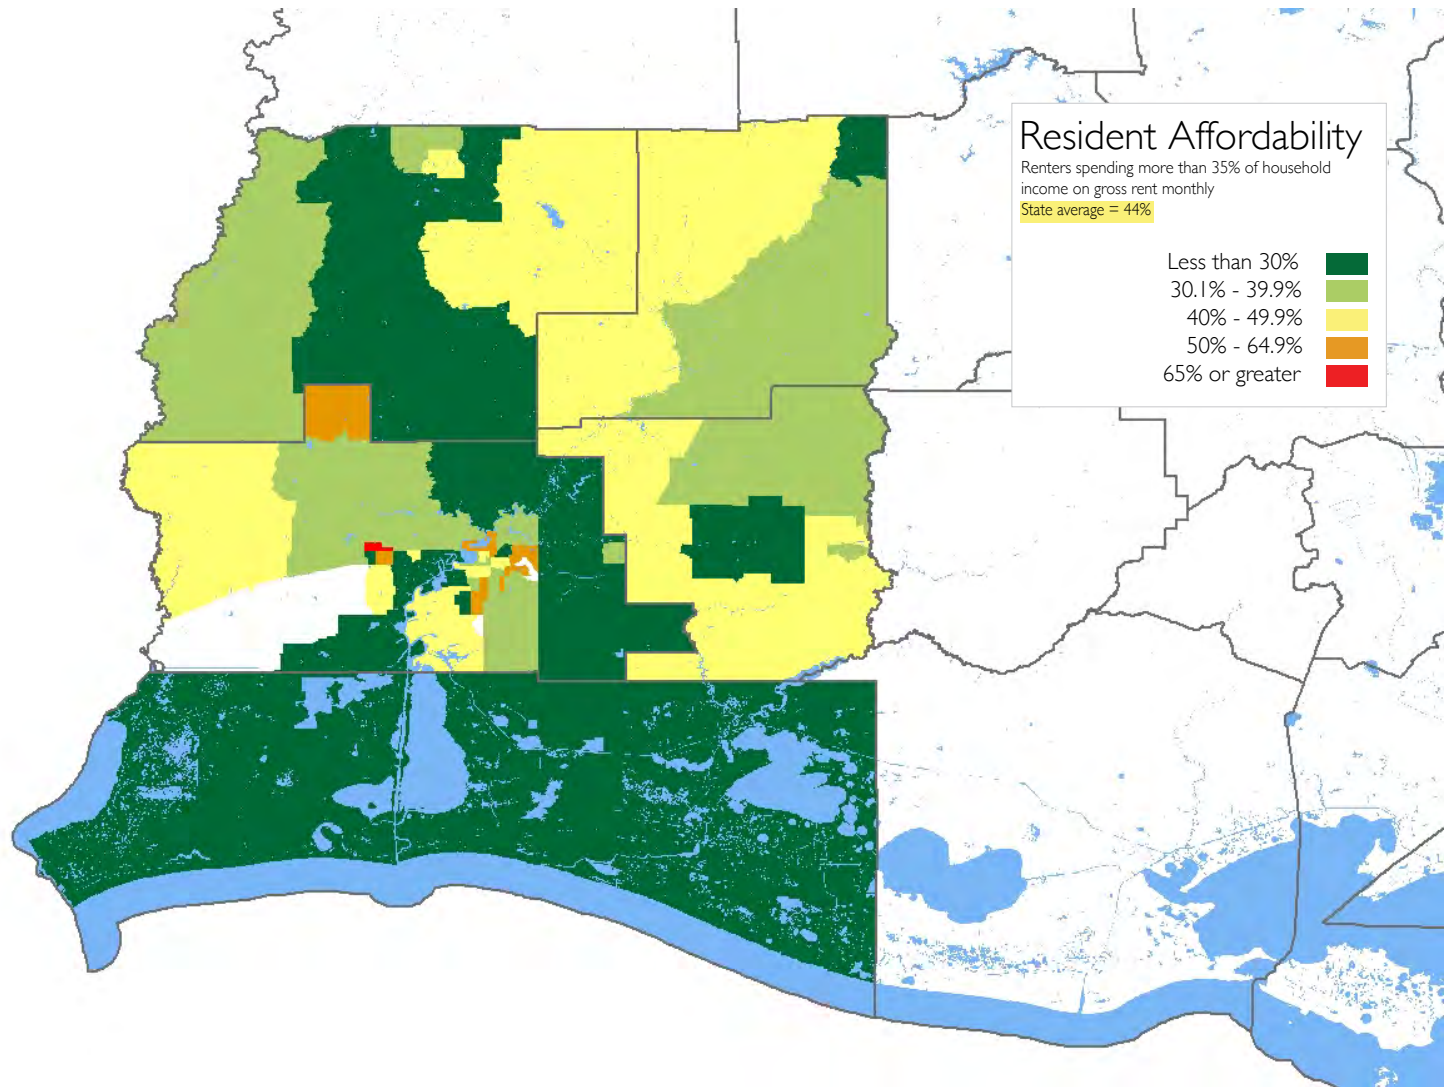 Resident Affordability
Renters spending more than 35% of household
income on gross rent monthly
State average = 44%
Less than 30%
30.1% - 39.9%
40% - 49.9%
50% - 64.9%
65% or greater